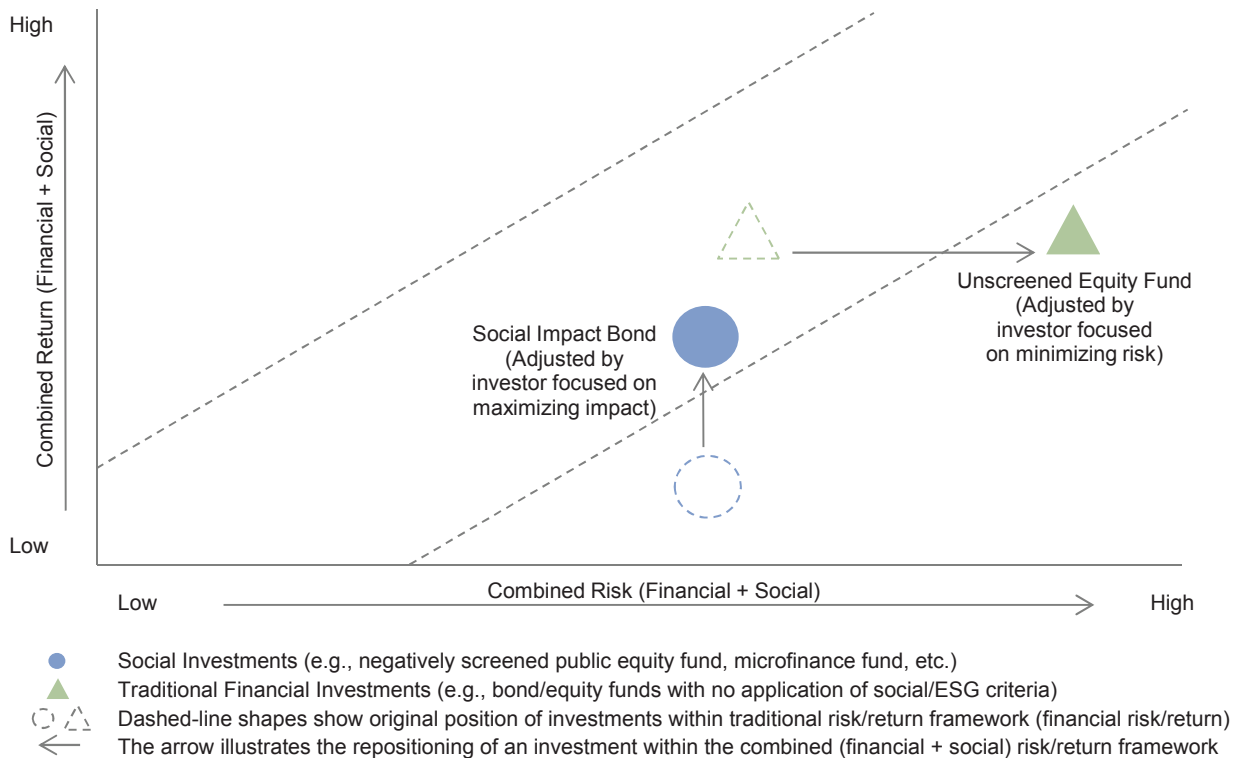 High
Combined Return (Financial + Social)
Low
Social Impact Bond
(Adjusted by
investor focused on
maximizing impact)
Unscreened Equity Fund
(Adjusted by
investor focused
on minimizing risk)
Combined Risk (Financial + Social)
Low
High
Social Investments (e.g., negatively screened public equity fund, microfinance fund, etc.)
Traditional Financial Investments (e.g., bond/equity funds with no application of social/ESG criteria)
Dashed-line shapes show original position of investments within traditional risk/return framework (financial risk/return)
The arrow illustrates the repositioning of an investment within the combined (financial + social) risk/return framework